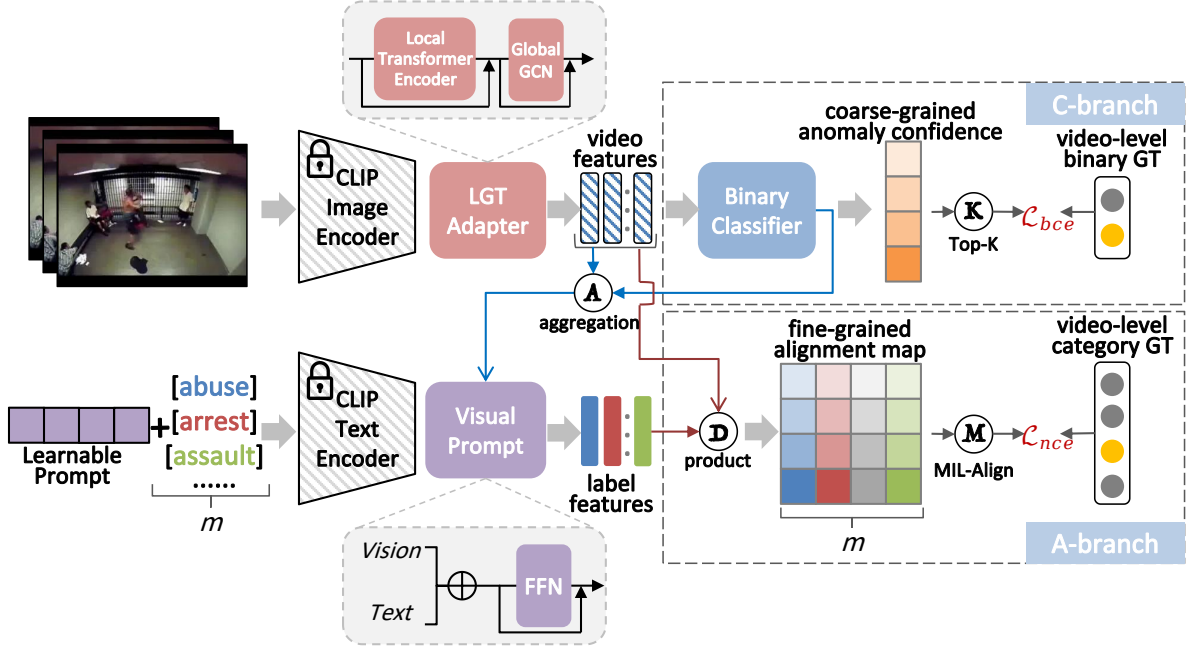 Local
Transformer
Encoder
Global
GCN
C-branch
CLIP
Image
Encoder
LGT
Adapter
video
features
Binary
Classifier
coarse-grained
anomaly confidence
K
Top-K
ℒbce
video-level
binary GT
A
aggregation
Learnable
Prompt
+
[abuse]
[arrest]
[assault]
......
m
CLIP
Text
Encoder
Visual
Prompt
label
features
D
product
fine-grained
alignment map
m
M
MIL-Align
ℒnce
video-level
category GT
A-branch
Vision
Text
FFN